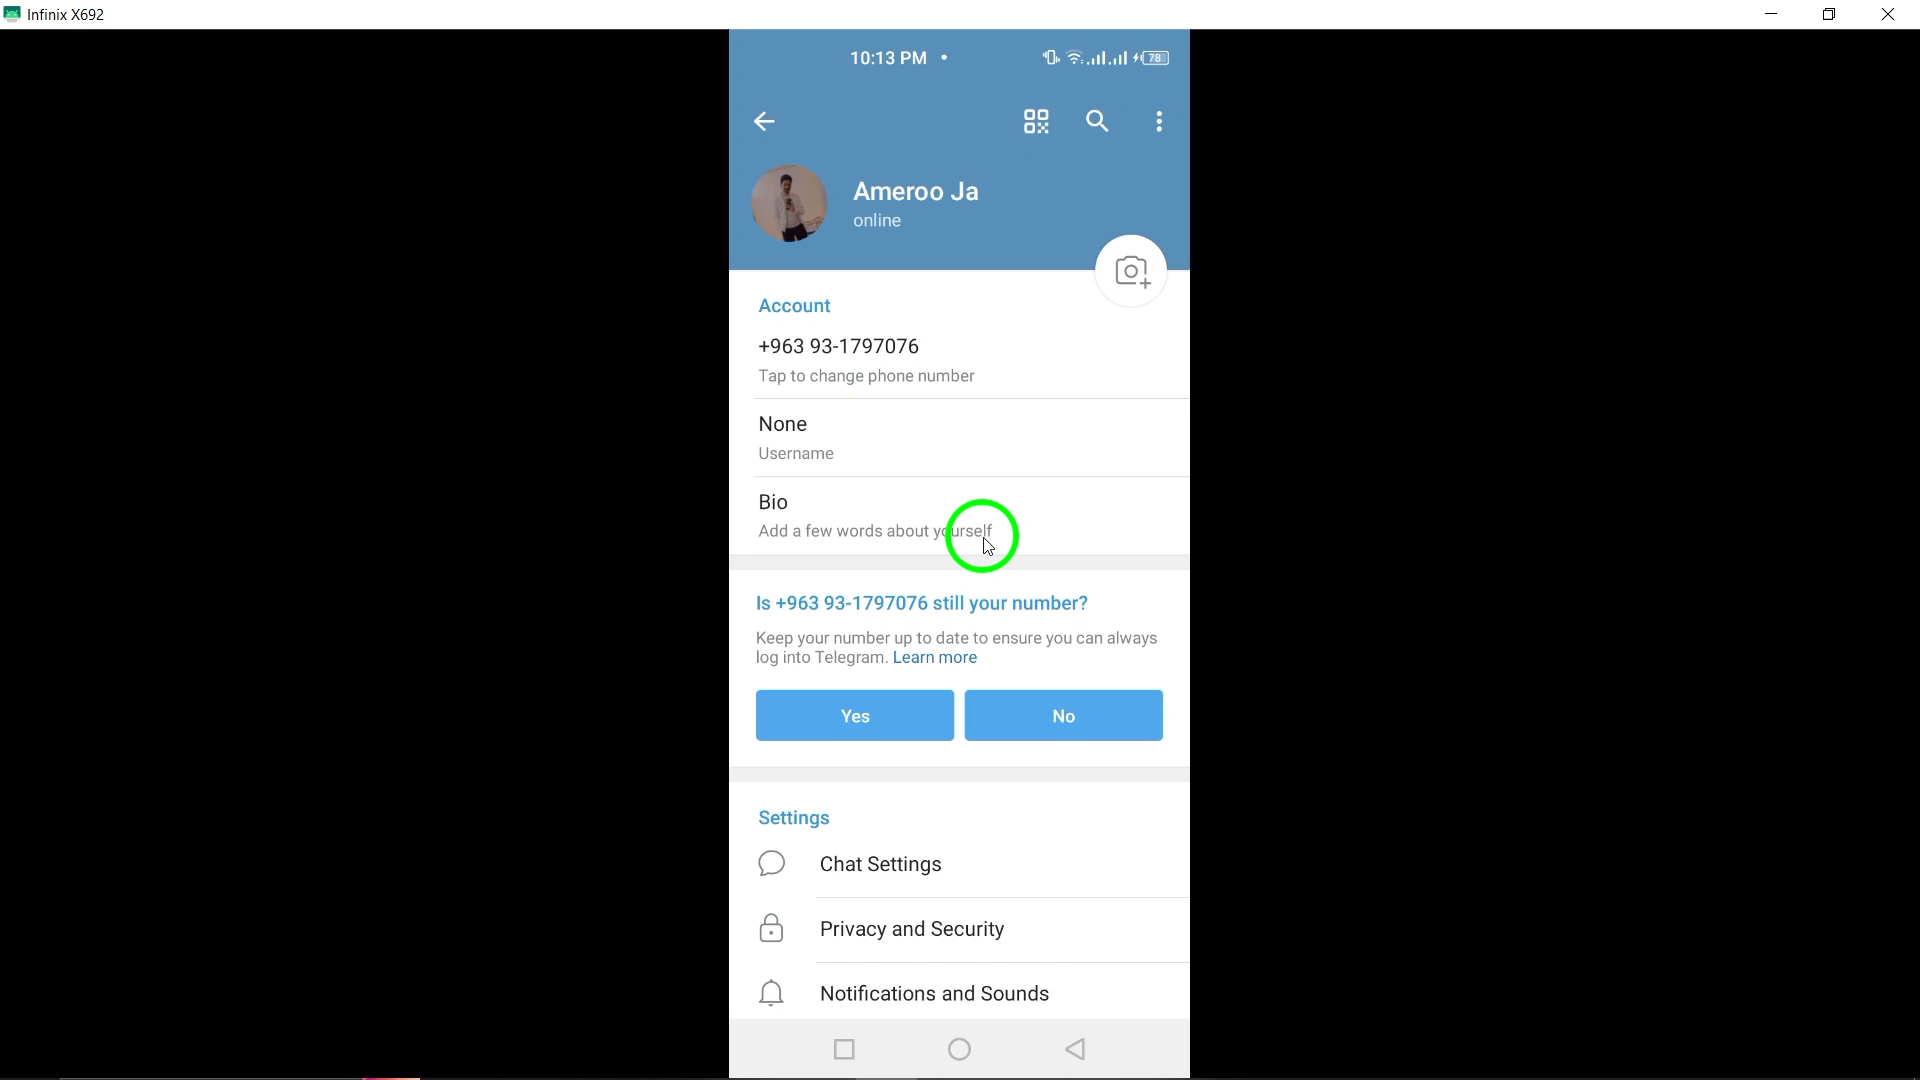 Infinix X692
10:13 PM
78
Ameroo Ja
online
Account
+963 93-1797076
Tap to change phone number
None
Username
Bio
Add a few words about yourself
Is +963 93-1797076 still your number?
Keep your number up to date to ensure you can always
log into Telegram. Learn more
Yes No
Settings
Chat Settings
Privacy and Security
Notifications and Sounds